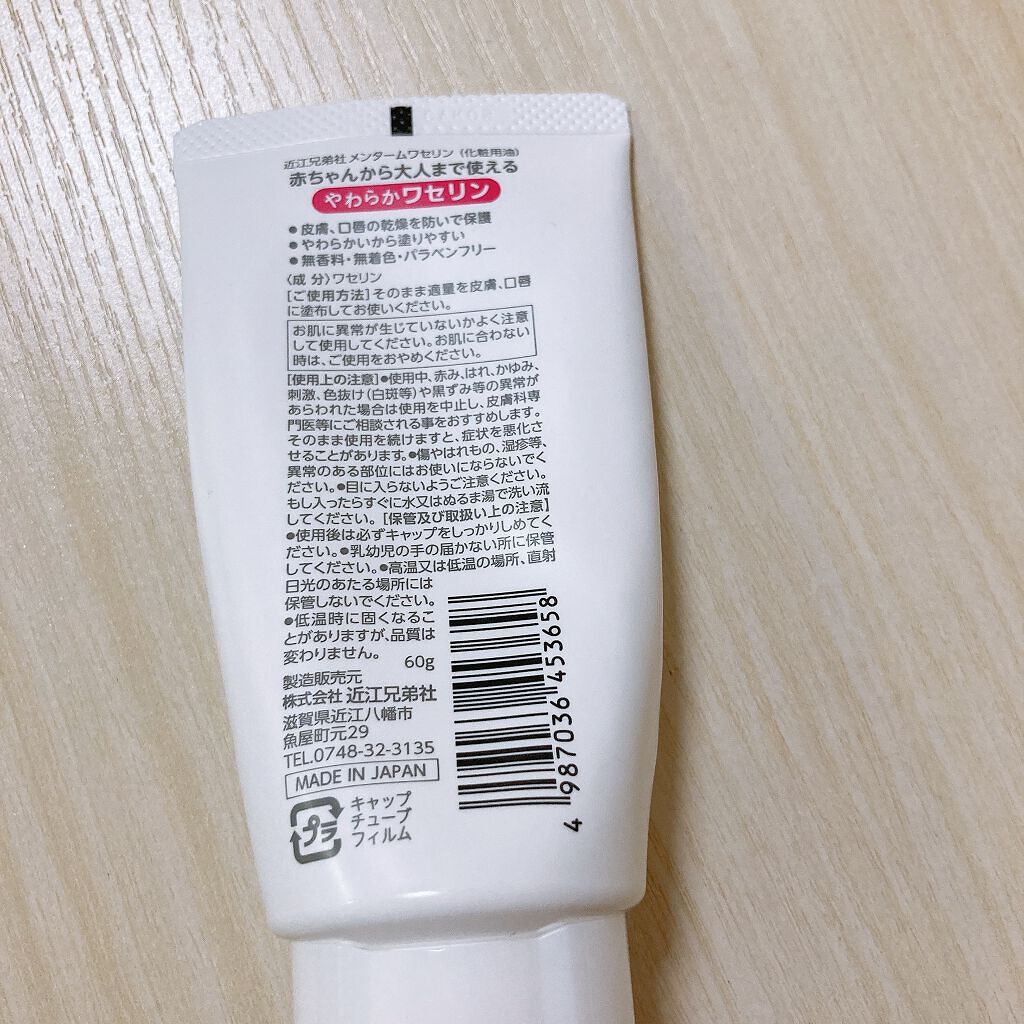 近江兄弟社 メンタームワセリン（化粧用油）
赤ちゃんから大人まで使える
やわらかワセリン
●皮膚、口唇の乾燥を防いで保護
●やわらかいから塗りやすい
●無香料・無着色・パラベンフリー
〈成分〉ワセリン
[ご使用方法]そのまま適量を皮膚、口唇
に塗布してお使いください。
お肌に異常が生じていないかよく注意
して使用してください。お肌に合わない
時は、ご使用をおやめください。
[使用上の注意]●使用中、赤み、はれ、かゆみ、
刺激、色抜け(白斑等)や黒ずみ等の異常が
あらわれた場合は使用を中止し、皮膚科専
門医等にご相談される事をおすすめします。
そのまま使用を続けますと、症状を悪化さ
せることがあります。●傷やはれもの、湿疹等、
異常のある部位にはお使いにならないでく
ださい。●目に入らないようご注意ください。
もし入ったらすぐに水又はぬるま湯で洗い流
してください。[保管及び取扱い上の注意]
●使用後は必ずキャップをしっかりしめてく
ださい。●乳幼児の手の届かない所に保管
してください。●高温又は低温の場所、直射
日光のあたる場所には
保管しないでください。
●低温時に固くなるこ
とがありますが、品質は
変わりません。
60g
製造販売元
株式会社 近江兄弟社
滋賀県近江八幡市
魚屋町元29
TEL.0748-32-3135
MADE IN JAPAN
プラ
キャップ
チューブ
フィルム
4 987036 453658